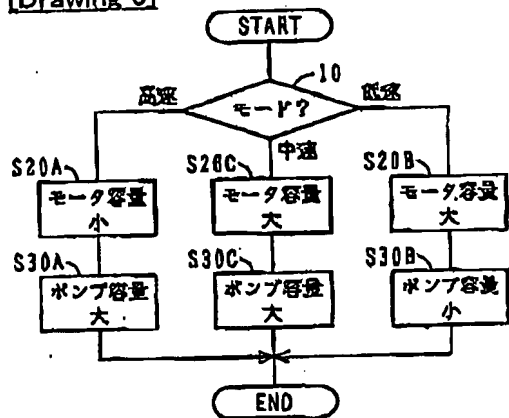 [Drawing 6]
START
10
モード?
高速
低速
中速
S20A
S20C
S20B
モータ容量
小
モータ容量
大
モータ容量
大
S30A
S30C
S30B
ポンプ容量
大
ポンプ容量
大
ポンプ容量
小
END